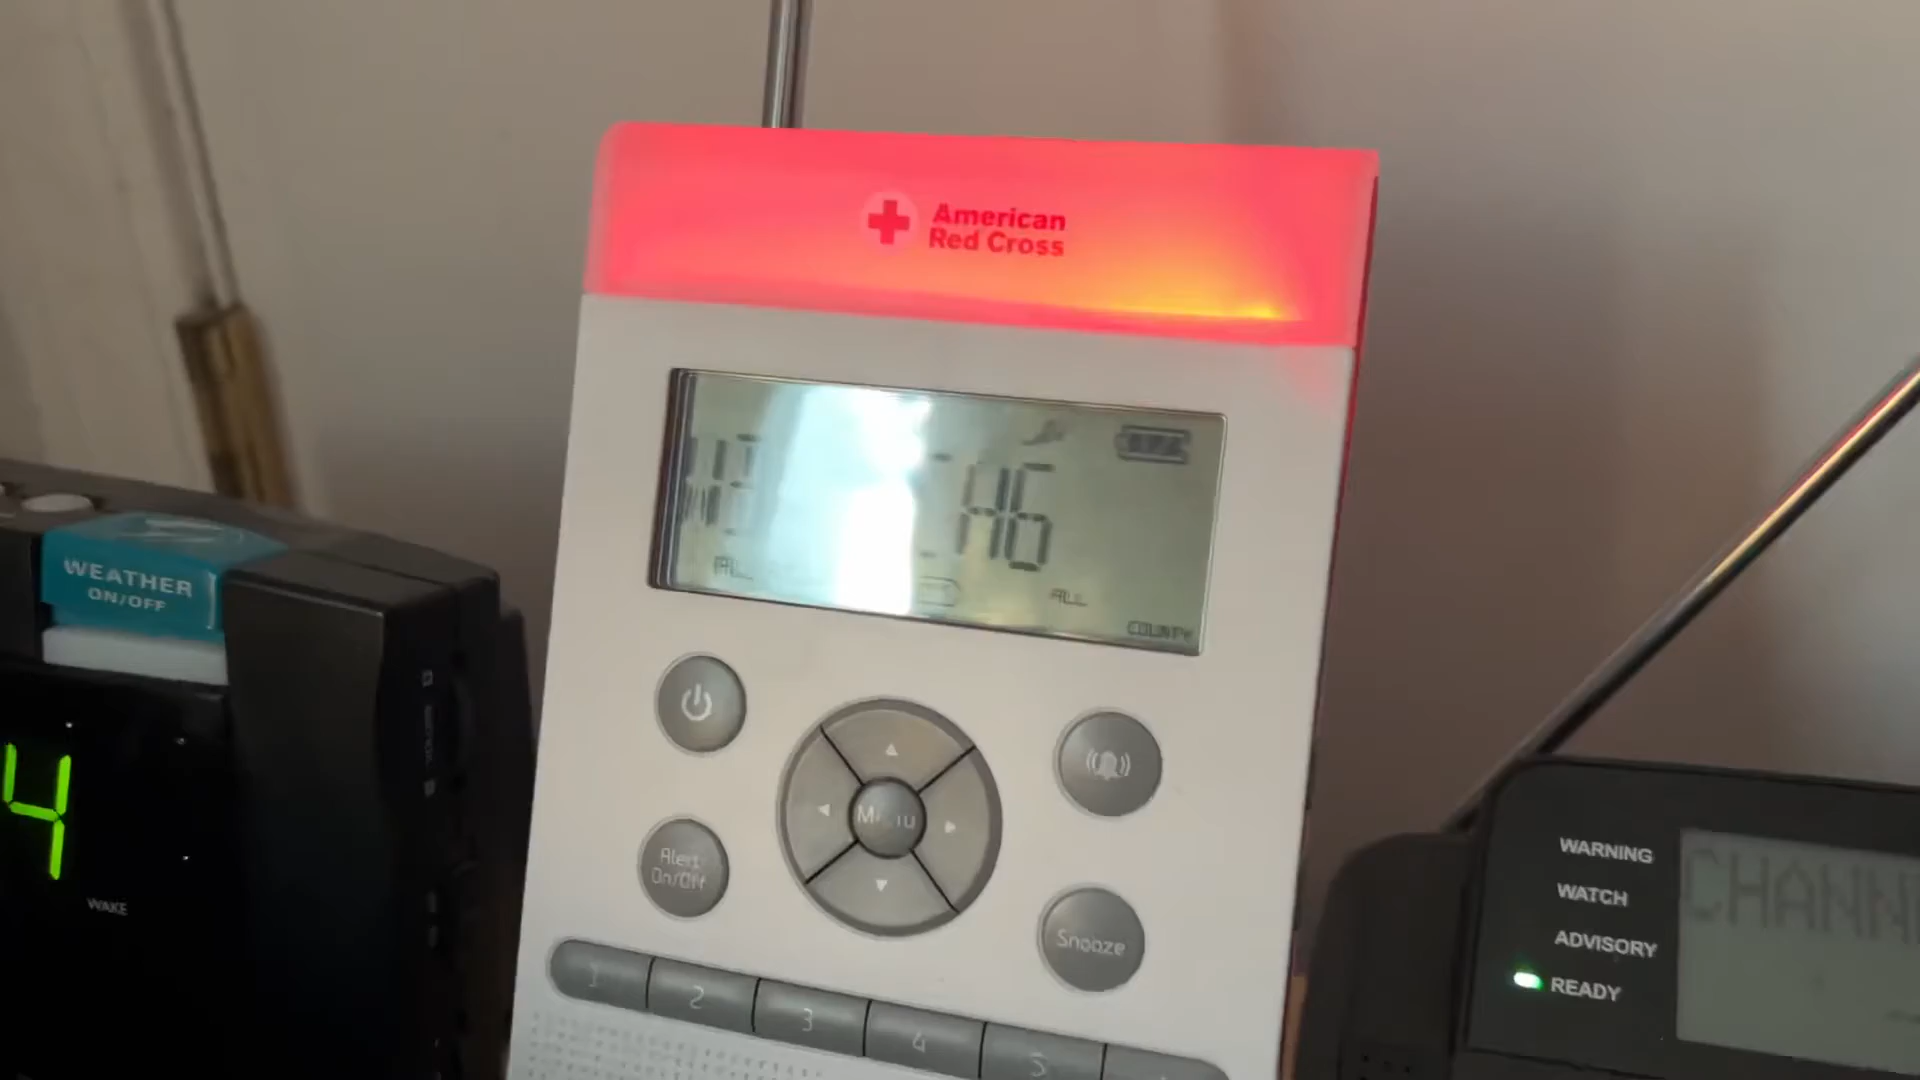 American
Red Cross
ALL
ALL
COUNTY
Menu
Alert
On/Off
Snooze
1
2
3
4
5
WEATHER
ON/OFF
4
WAKE
WARNING
WATCH
ADVISORY
READY
CHANN